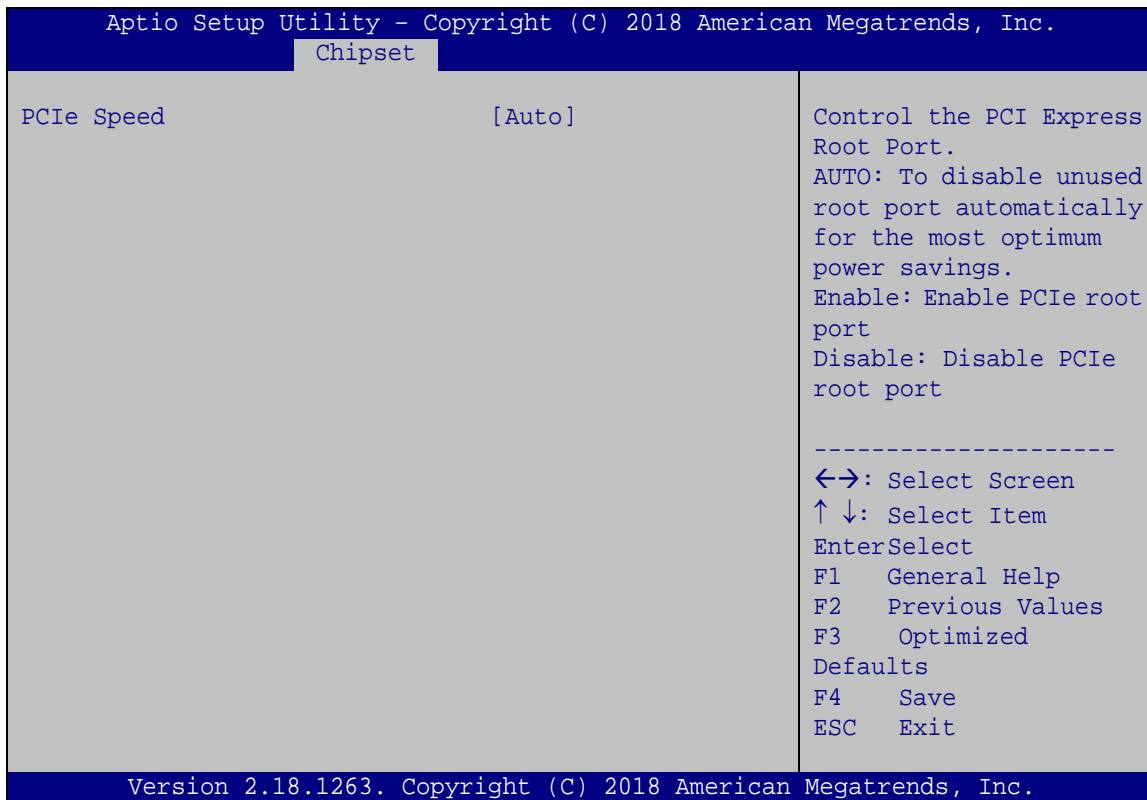 Aptio Setup Utility – Copyright (C) 2018 American Megatrends, Inc.
Chipset
PCIe Speed [Auto]
Control the PCI Express
Root Port.
AUTO: To disable unused
root port automatically
for the most optimum
power savings.
Enable: Enable PCIe root
port
Disable: Disable PCIe
root port
---------------------
←→: Select Screen
↑ ↓: Select Item
EnterSelect
F1 General Help
F2 Previous Values
F3 Optimized
Defaults
F4 Save
ESC Exit
Version 2.18.1263. Copyright (C) 2018 American Megatrends, Inc.